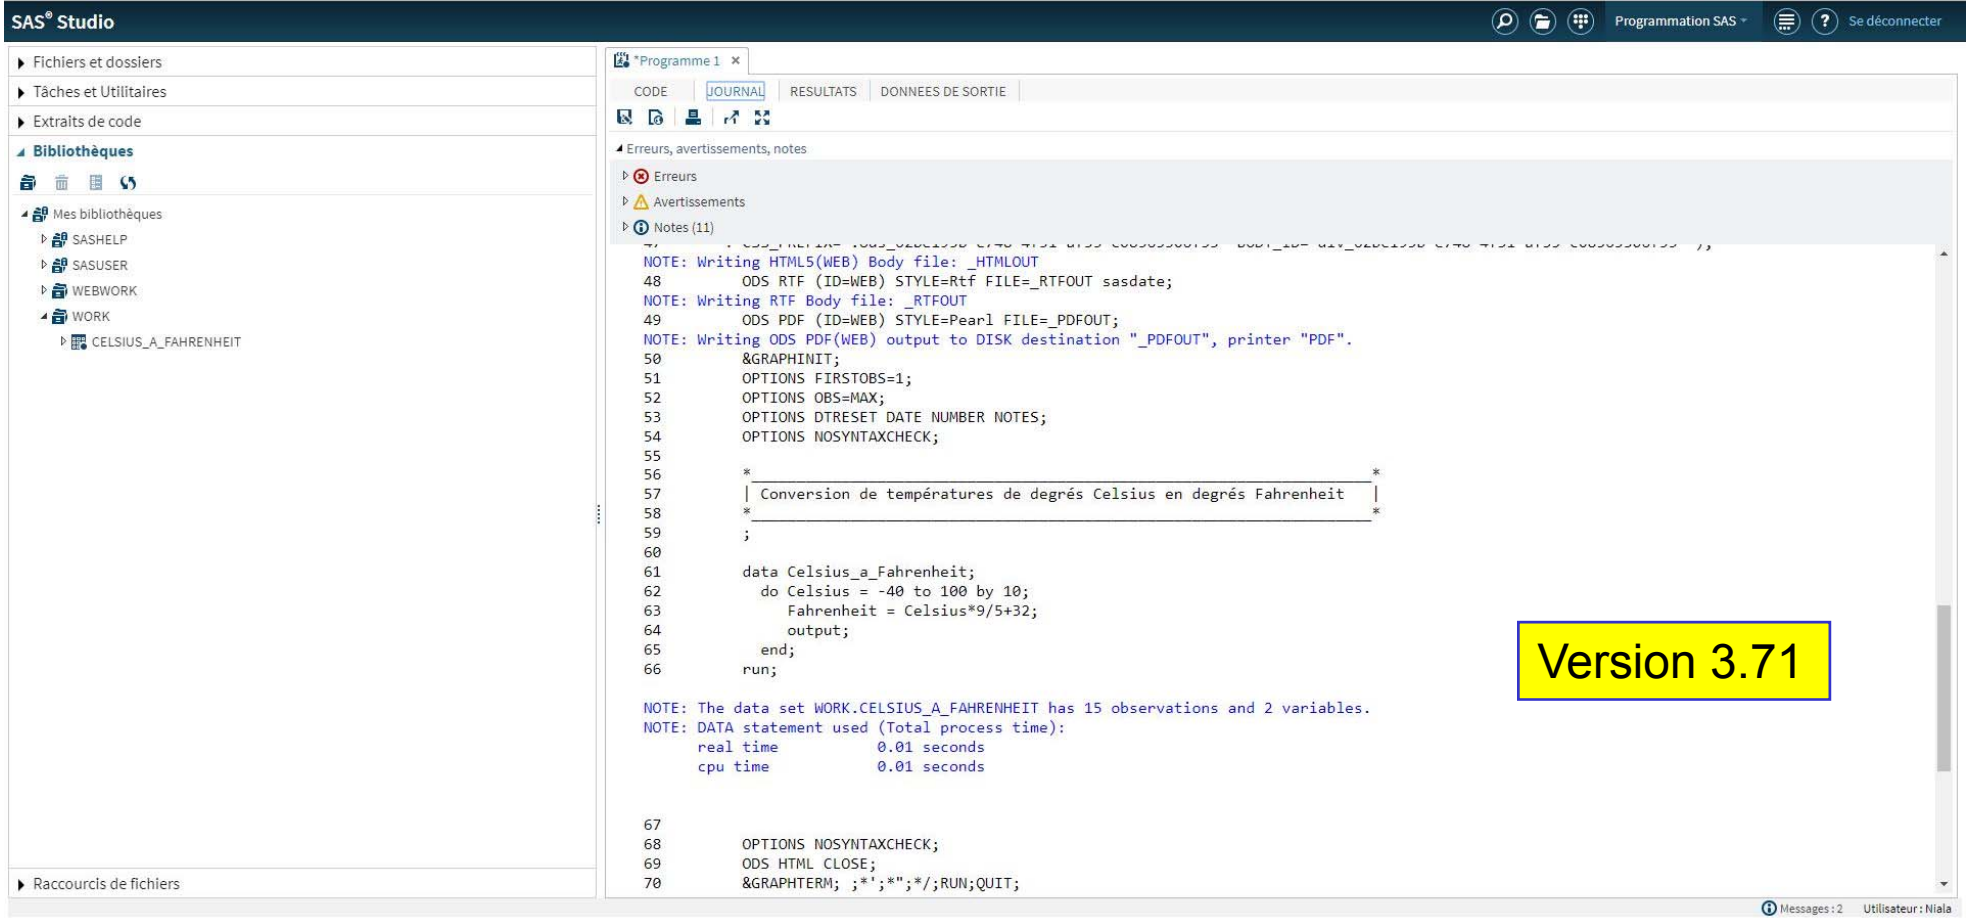 SAS® Studio
Programmation SAS
Se déconnecter
Fichiers et dossiers
Tâches et Utilitaires
Extraits de code
Bibliothèques
Mes bibliothèques
SASHELP
SASUSER
WEBWORK
WORK
CELSIUS_A_FAHRENHEIT
Raccourcis de fichiers
*Programme 1
CODE JOURNAL RESULTATS DONNEES DE SORTIE
Erreurs, avertissements, notes
Erreurs
Avertissements
Notes (11)
NOTE: Writing HTML5(WEB) Body file: _HTMLOUT
48 ODS RTF (ID=WEB) STYLE=Rtf FILE=_RTFOUT sasdate;
NOTE: Writing RTF Body file: _RTFOUT
49 ODS PDF (ID=WEB) STYLE=Pearl FILE=_PDFOUT;
NOTE: Writing ODS PDF(WEB) output to DISK destination "_PDFOUT", printer "PDF".
50 &GRAPHINIT;
51 OPTIONS FIRSTOBS=1;
52 OPTIONS OBS=MAX;
53 OPTIONS DTRESET DATE NUMBER NOTES;
54 OPTIONS NOSYNTAXCHECK;
55
56 *_____________________________________________________________________*
57 | Conversion de températures de degrés Celsius en degrés Fahrenheit |
58 *_____________________________________________________________________*
59 ;
60
61 data Celsius_a_Fahrenheit;
62 do Celsius = -40 to 100 by 10;
63 Fahrenheit = Celsius*9/5+32;
64 output;
65 end;
66 run;
NOTE: The data set WORK.CELSIUS_A_FAHRENHEIT has 15 observations and 2 variables.
NOTE: DATA statement used (Total process time):
real time 0.01 seconds
cpu time 0.01 seconds
67
68 OPTIONS NOSYNTAXCHECK;
69 ODS HTML CLOSE;
70 &GRAPHTERM; ;*';*";*/;RUN;QUIT;
Version 3.71
Messages : 2 Utilisateur : Niala